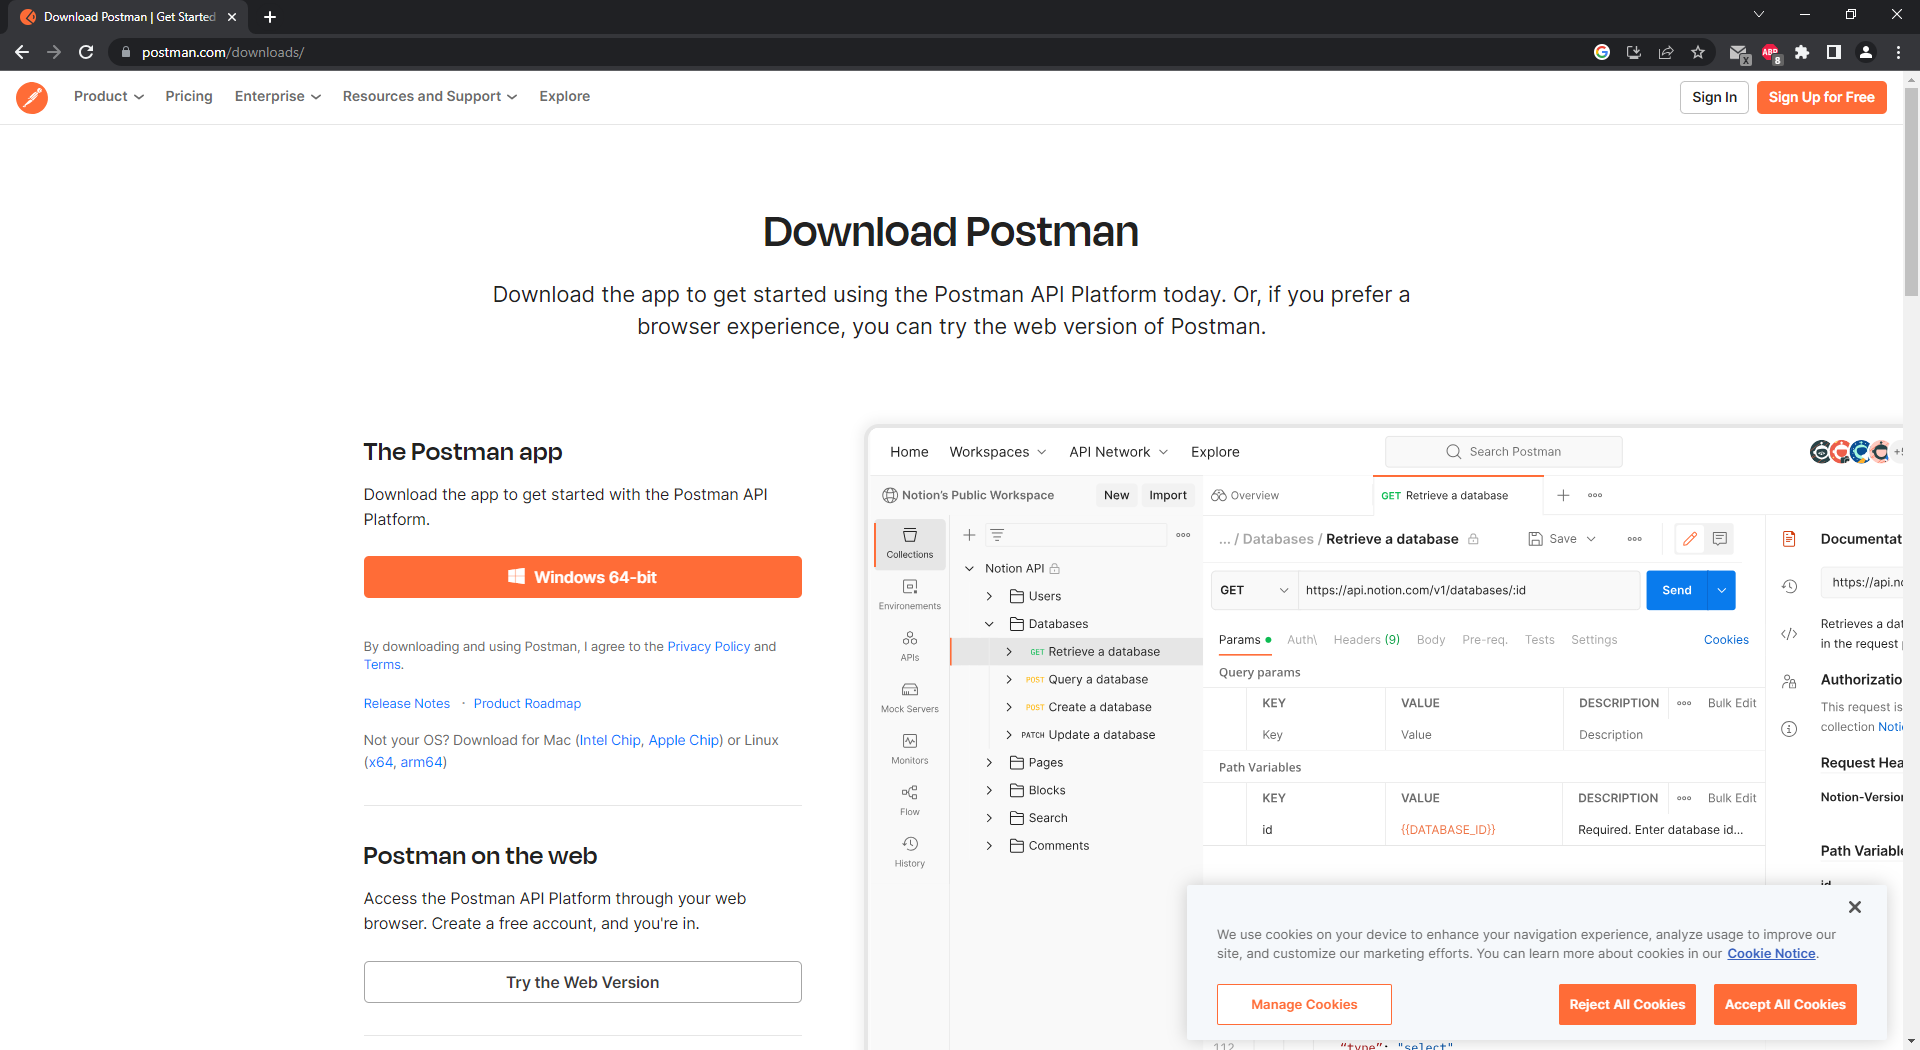 Download Postman | Get Started
postman.com/downloads/
X
ABP
8
Product
Pricing
Enterprise
Resources and Support
Explore
Sign In
Sign Up for Free
Download Postman
Download the app to get started using the Postman API Platform today. Or, if you prefer a
browser experience, you can try the web version of Postman.
The Postman app
Download the app to get started with the Postman API
Platform.
Windows 64-bit
By downloading and using Postman, I agree to the Privacy Policy and
Terms.
Release Notes · Product Roadmap
Not your OS? Download for Mac (Intel Chip, Apple Chip) or Linux
(x64, arm64)
Postman on the web
Access the Postman API Platform through your web
browser. Create a free account, and you're in.
Try the Web Version
Home
Workspaces
API Network
Explore
Search Postman
Notion's Public Workspace
New
Import
Overview
GET Retrieve a database
Collections
Environements
APIs
Mock Servers
Monitors
Flow
History
Notion API
Users
Databases
GET Retrieve a database
POST Query a database
POST Create a database
PATCH Update a database
Pages
Blocks
Search
Comments
... / Databases / Retrieve a database
Save
GET
https://api.notion.com/v1/databases/:id
Send
Params
Auth\
Headers (9)
Body
Pre-req.
Tests
Settings
Cookies
Query params
KEY
VALUE
DESCRIPTION
Bulk Edit
Key
Value
Description
Path Variables
KEY
VALUE
DESCRIPTION
Bulk Edit
id
{{DATABASE_ID}}
Required. Enter database id...
Documentat
https://api.no
Retrieves a dat
in the request p
Authorizatio
This request is
collection Noti
Request Hea
Notion-Version
Path Variable
id
We use cookies on your device to enhance your navigation experience, analyze usage to improve our
site, and customize our marketing efforts. You can learn more about cookies in our Cookie Notice.
Manage Cookies
Reject All Cookies
Accept All Cookies
112
"type": "select"